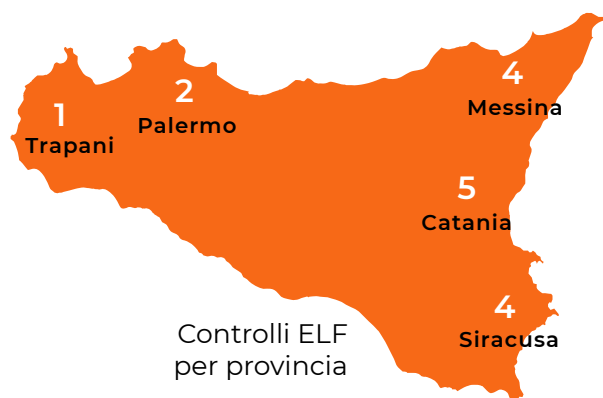 4
Messina
2
Palermo
1
Trapani
5
Catania
4
Siracusa
Controlli ELF
per provincia